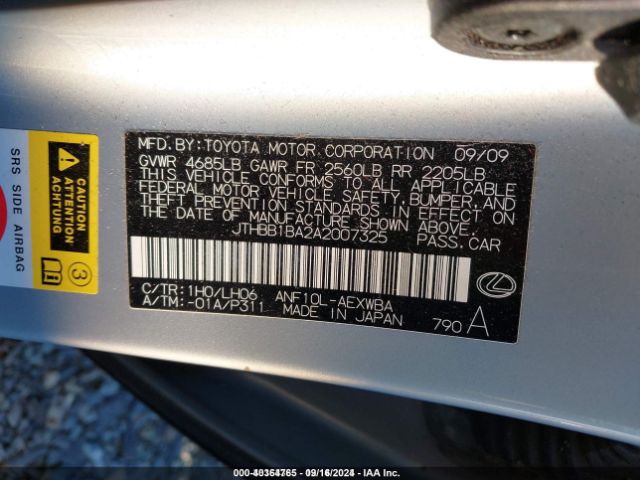 MFD.BY:TOYOTA MOTOR CORPORATION 09/09
GVWR 4685LB GAWR FR 2560LB RR 2205LB
THIS VEHICLE CONFORMS TO ALL APPLICABLE
FEDERAL MOTOR VEHICLE SAFETY,BUMPER,AND
THEFT PREVENTION STANDARDS IN EFFECT ON
THE DATE OF MANUFACTURE SHOWN ABOVE.
JTHBB1BA2A2007325 PASS.CAR
C/TR:1H0/LH06 ANF10L-AEXWBA
A/TM:-01A/P311 MADE IN JAPAN 790 A
SRS SIDE AIRBAG
CAUTION
ATTENTION
ACHTUNG
3
000-40364765 - 09/16/2024 - IAA Inc.